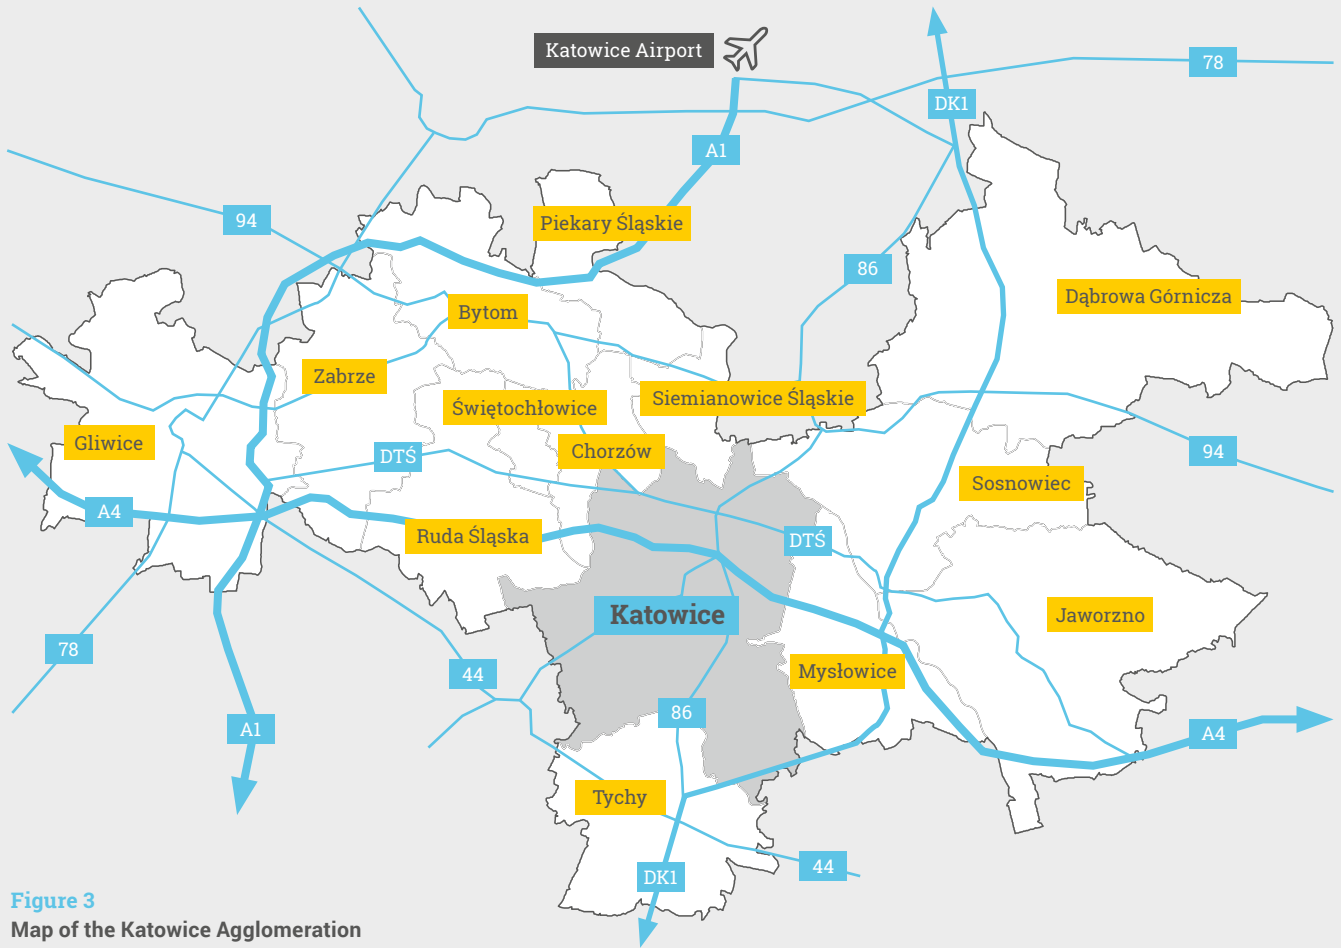 Katowice Airport
78
DK1
A1
94
Piekary Śląskie
86
Dąbrowa Górnicza
Bytom
Zabrze
Siemianowice Śląskie
Świętochłowice
Gliwice
Chorzów
94
DTŚ
Sosnowiec
A4
Ruda Śląska
DTŚ
Katowice
Jaworzno
78
44
Mysłowice
86
A1
A4
Tychy
44
DK1
Figure 3
Map of the Katowice Agglomeration